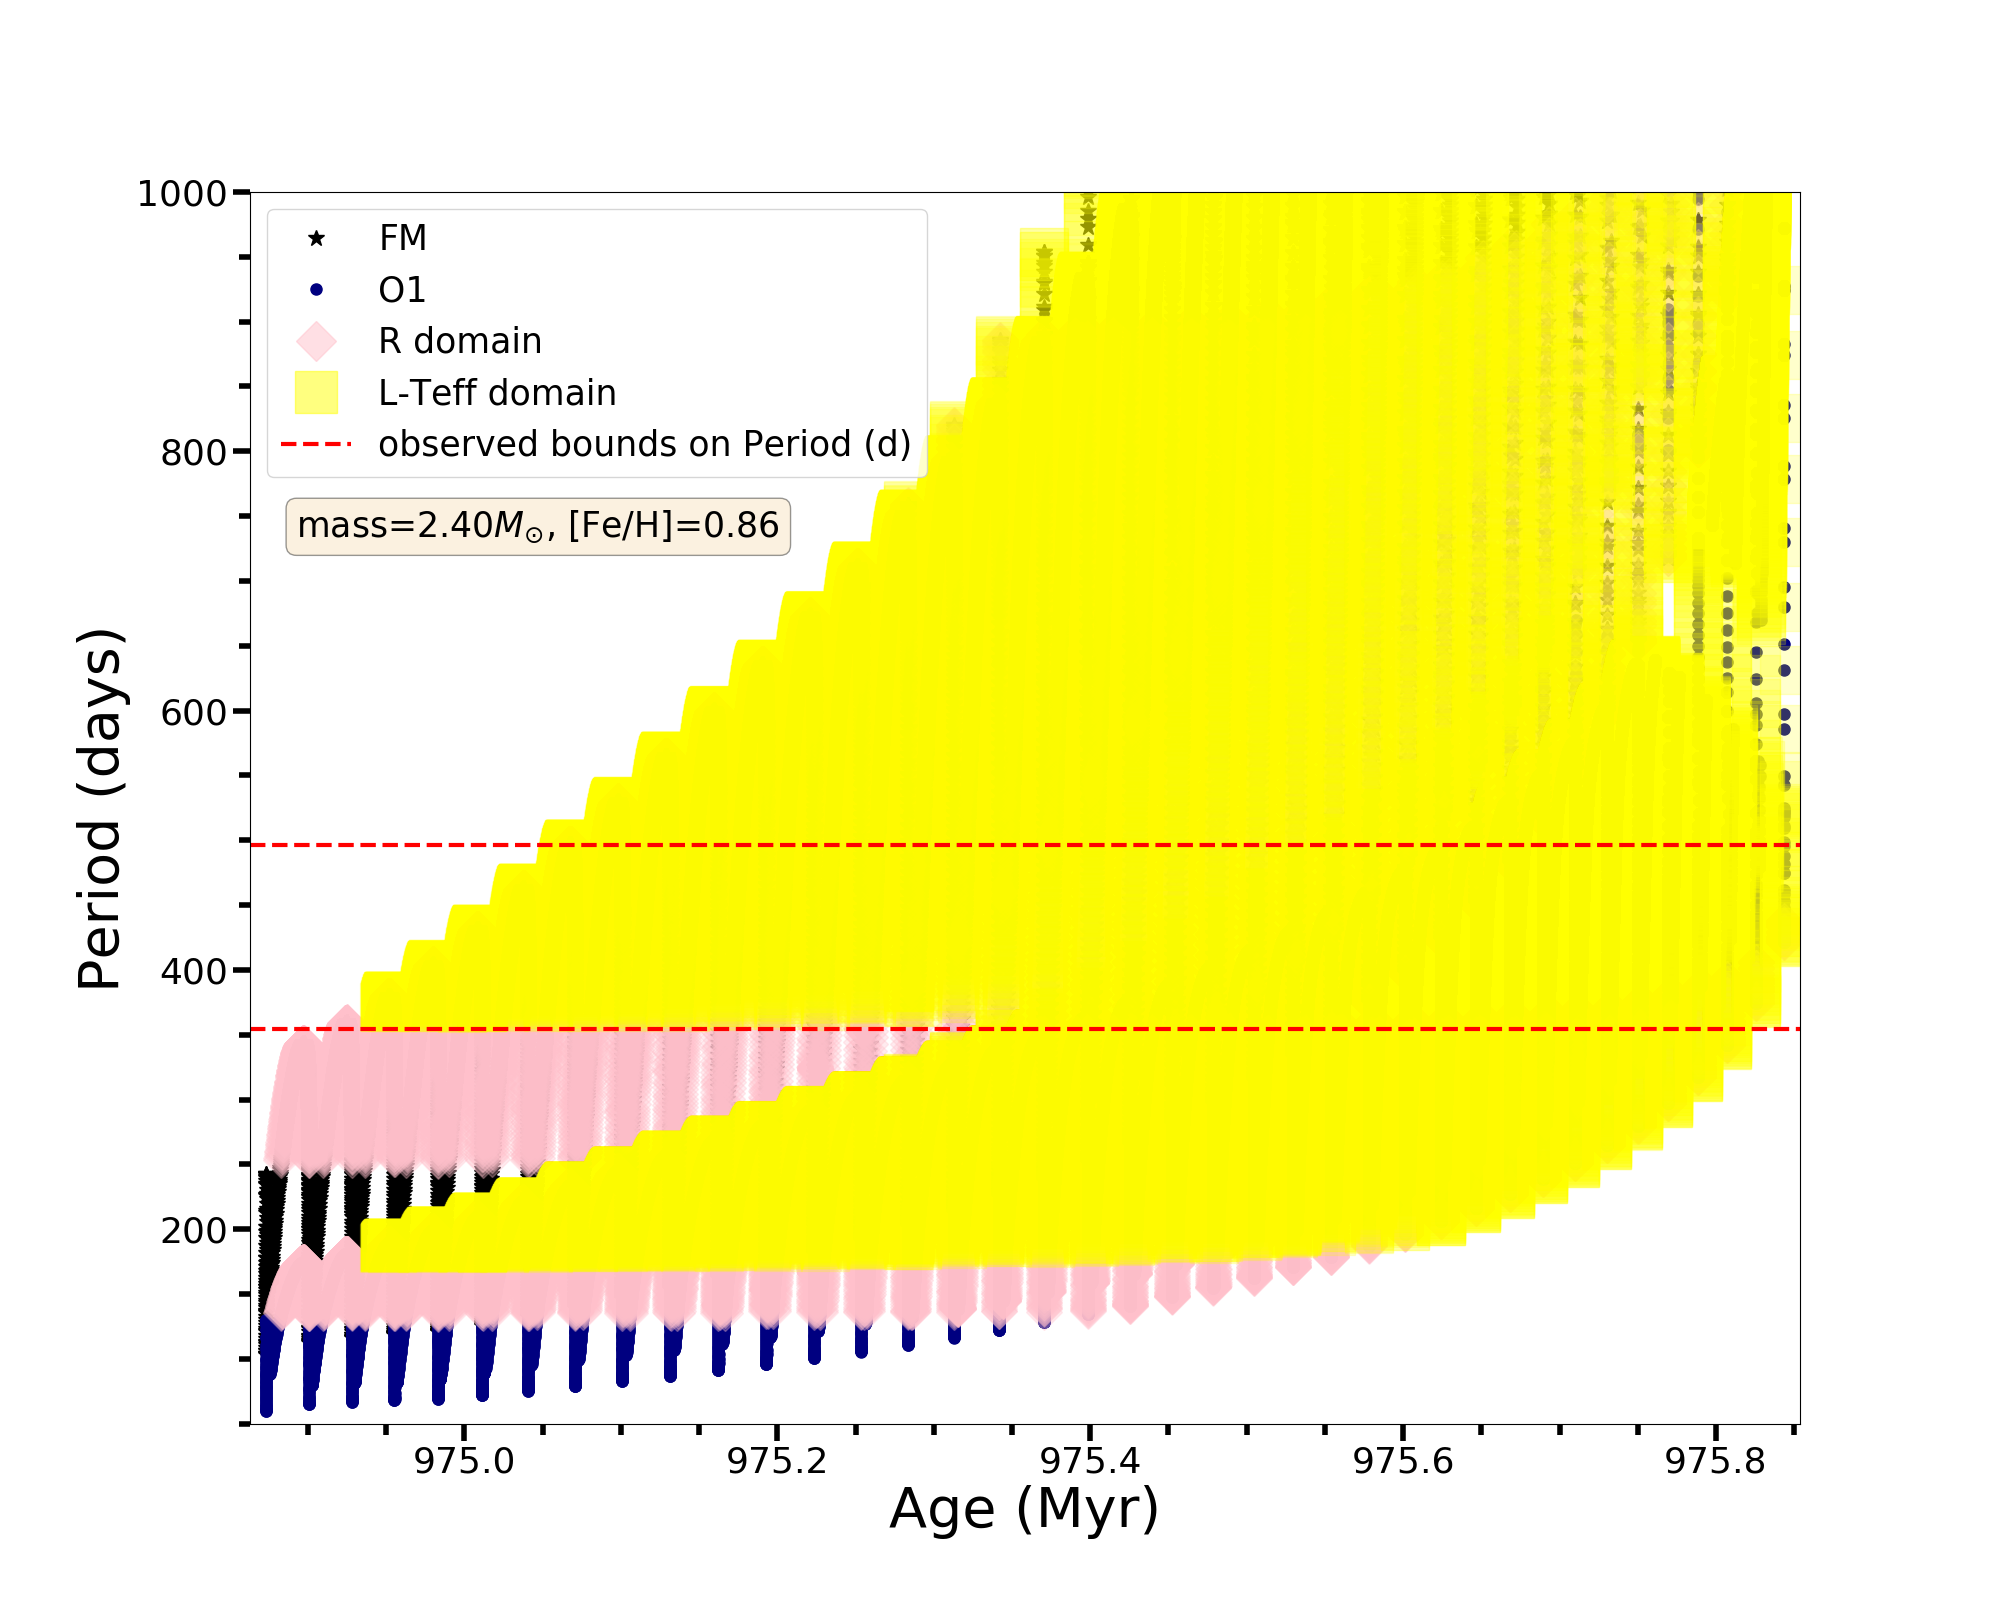 1000
800
600
400
200
Period (days)
FM
O1
R domain
L-Teff domain
observed bounds on Period (d)
mass=2.40M⊙, [Fe/H]=0.86
975.0 975.2 975.4 975.6 975.8
Age (Myr)